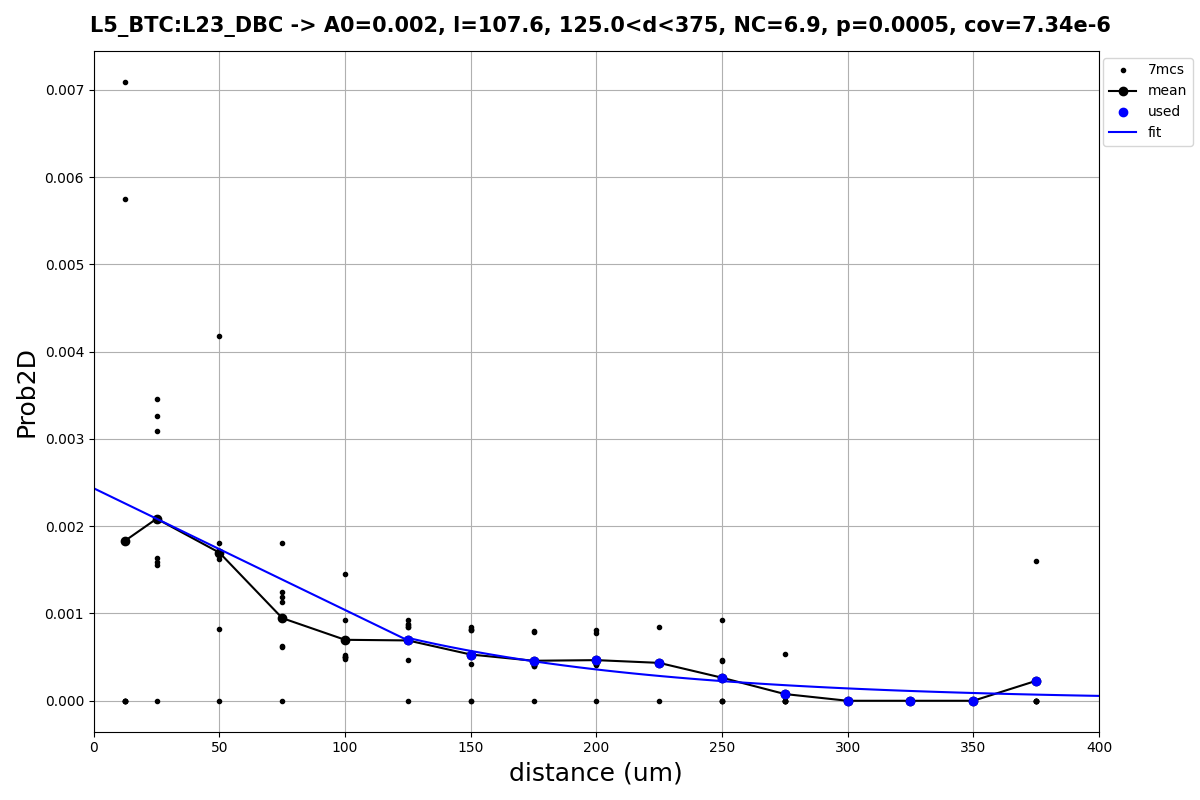 L5_BTC:L23_DBC -> A0=0.002, l=107.6, 125.0<d<375, NC=6.9, p=0.0005, cov=7.34e-6
7mcs
mean
used
fit
Prob2D
0.007
0.006
0.005
0.004
0.003
0.002
0.001
0.000
0 50 100 150 200 250 300 350 400
distance (um)